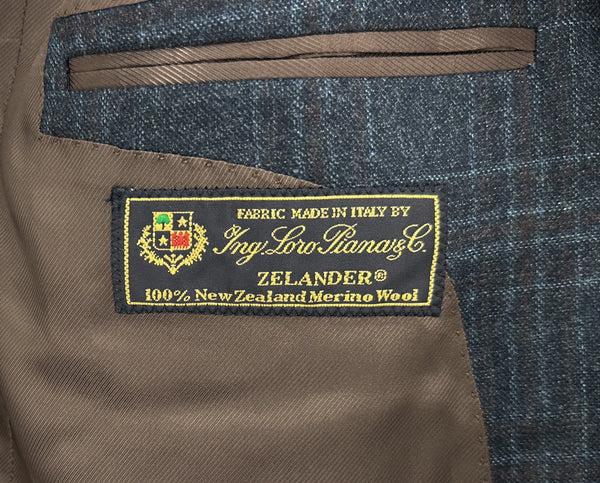 FABRIC MADE IN ITALY BY
Ing. Loro Piana & C.
ZELANDER®
100% New Zealand Merino Wool